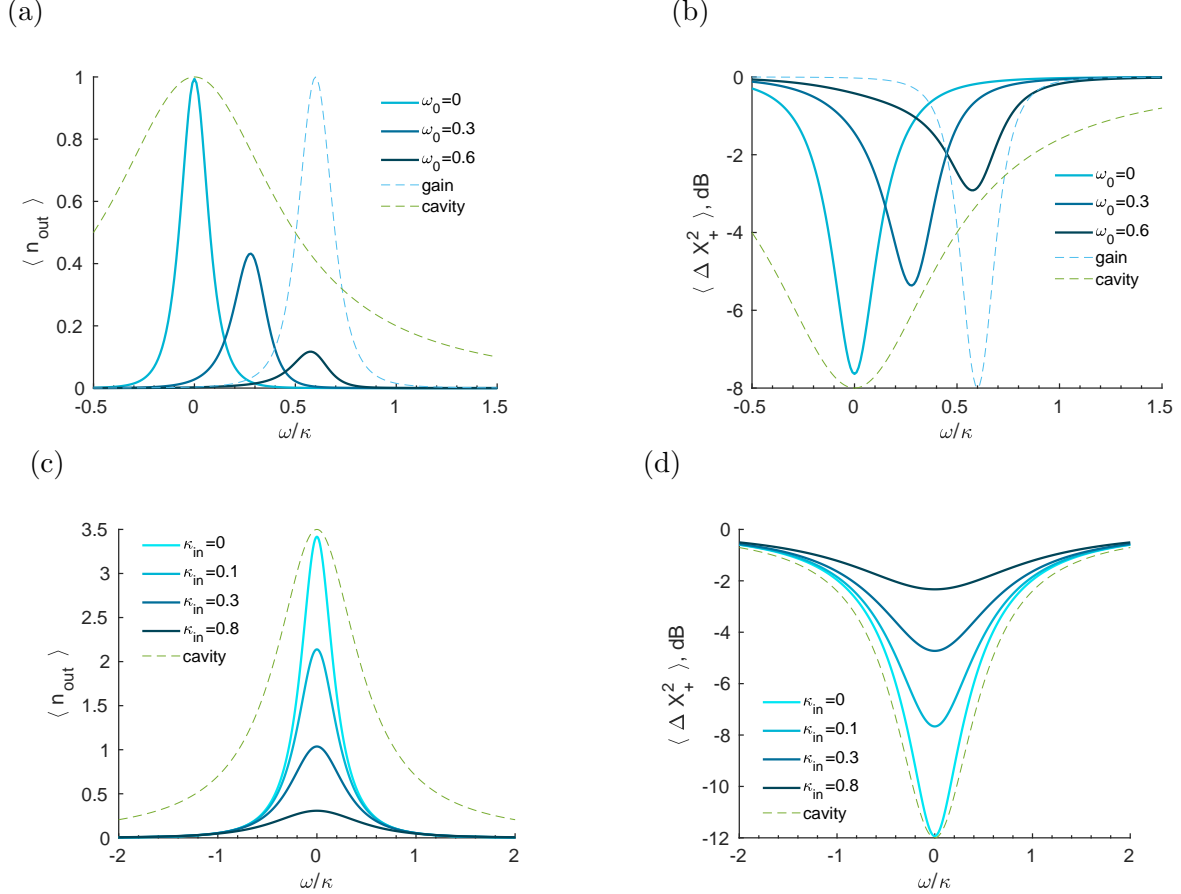 (a)
⟨ n_out ⟩
1
0.8
0.6
0.4
0.2
0
-0.5 0 0.5 1 1.5
ω/κ
ω_0=0
ω_0=0.3
ω_0=0.6
gain
cavity
(b)
⟨ Δ X_+^2 ⟩, dB
0
-2
-4
-6
-8
-0.5 0 0.5 1 1.5
ω/κ
ω_0=0
ω_0=0.3
ω_0=0.6
gain
cavity
(c)
⟨ n_out ⟩
3.5
3
2.5
2
1.5
1
0.5
0
-2 -1 0 1 2
ω/κ
κ_in=0
κ_in=0.1
κ_in=0.3
κ_in=0.8
cavity
(d)
⟨ Δ X_+^2 ⟩, dB
0
-2
-4
-6
-8
-10
-12
-2 -1 0 1 2
ω/κ
κ_in=0
κ_in=0.1
κ_in=0.3
κ_in=0.8
cavity